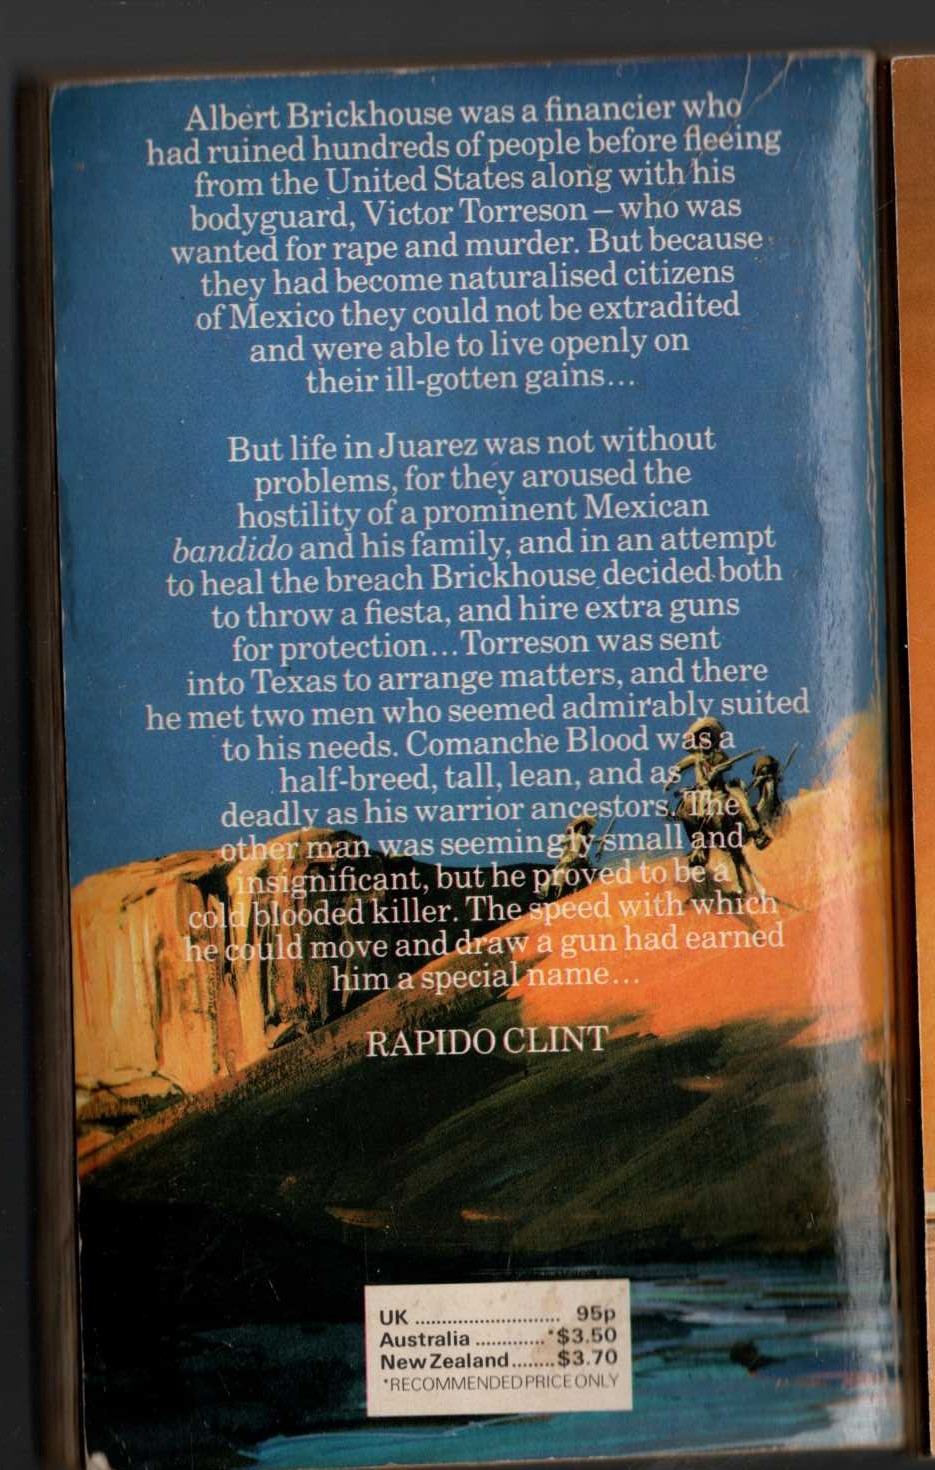 Albert Brickhouse was a financier who
had ruined hundreds of people before fleeing
from the United States along with his
bodyguard, Victor Torreson – who was
wanted for rape and murder. But because
they had become naturalised citizens
of Mexico they could not be extradited
and were able to live openly on
their ill-gotten gains...
But life in Juarez was not without
problems, for they aroused the
hostility of a prominent Mexican
bandido and his family, and in an attempt
to heal the breach Brickhouse decided both
to throw a fiesta, and hire extra guns
for protection...Torreson was sent
into Texas to arrange matters, and there
he met two men who seemed admirably suited
to his needs. Comanche Blood was a
half-breed, tall, lean, and as
deadly as his warrior ancestors. The
other man was seemingly small and
insignificant, but he proved to be a
cold blooded killer. The speed with which
he could move and draw a gun had earned
him a special name...
RAPIDO CLINT
UK ........................... 95p
Australia .............*$3.50
New Zealand........$3.70
*RECOMMENDED PRICE ONLY